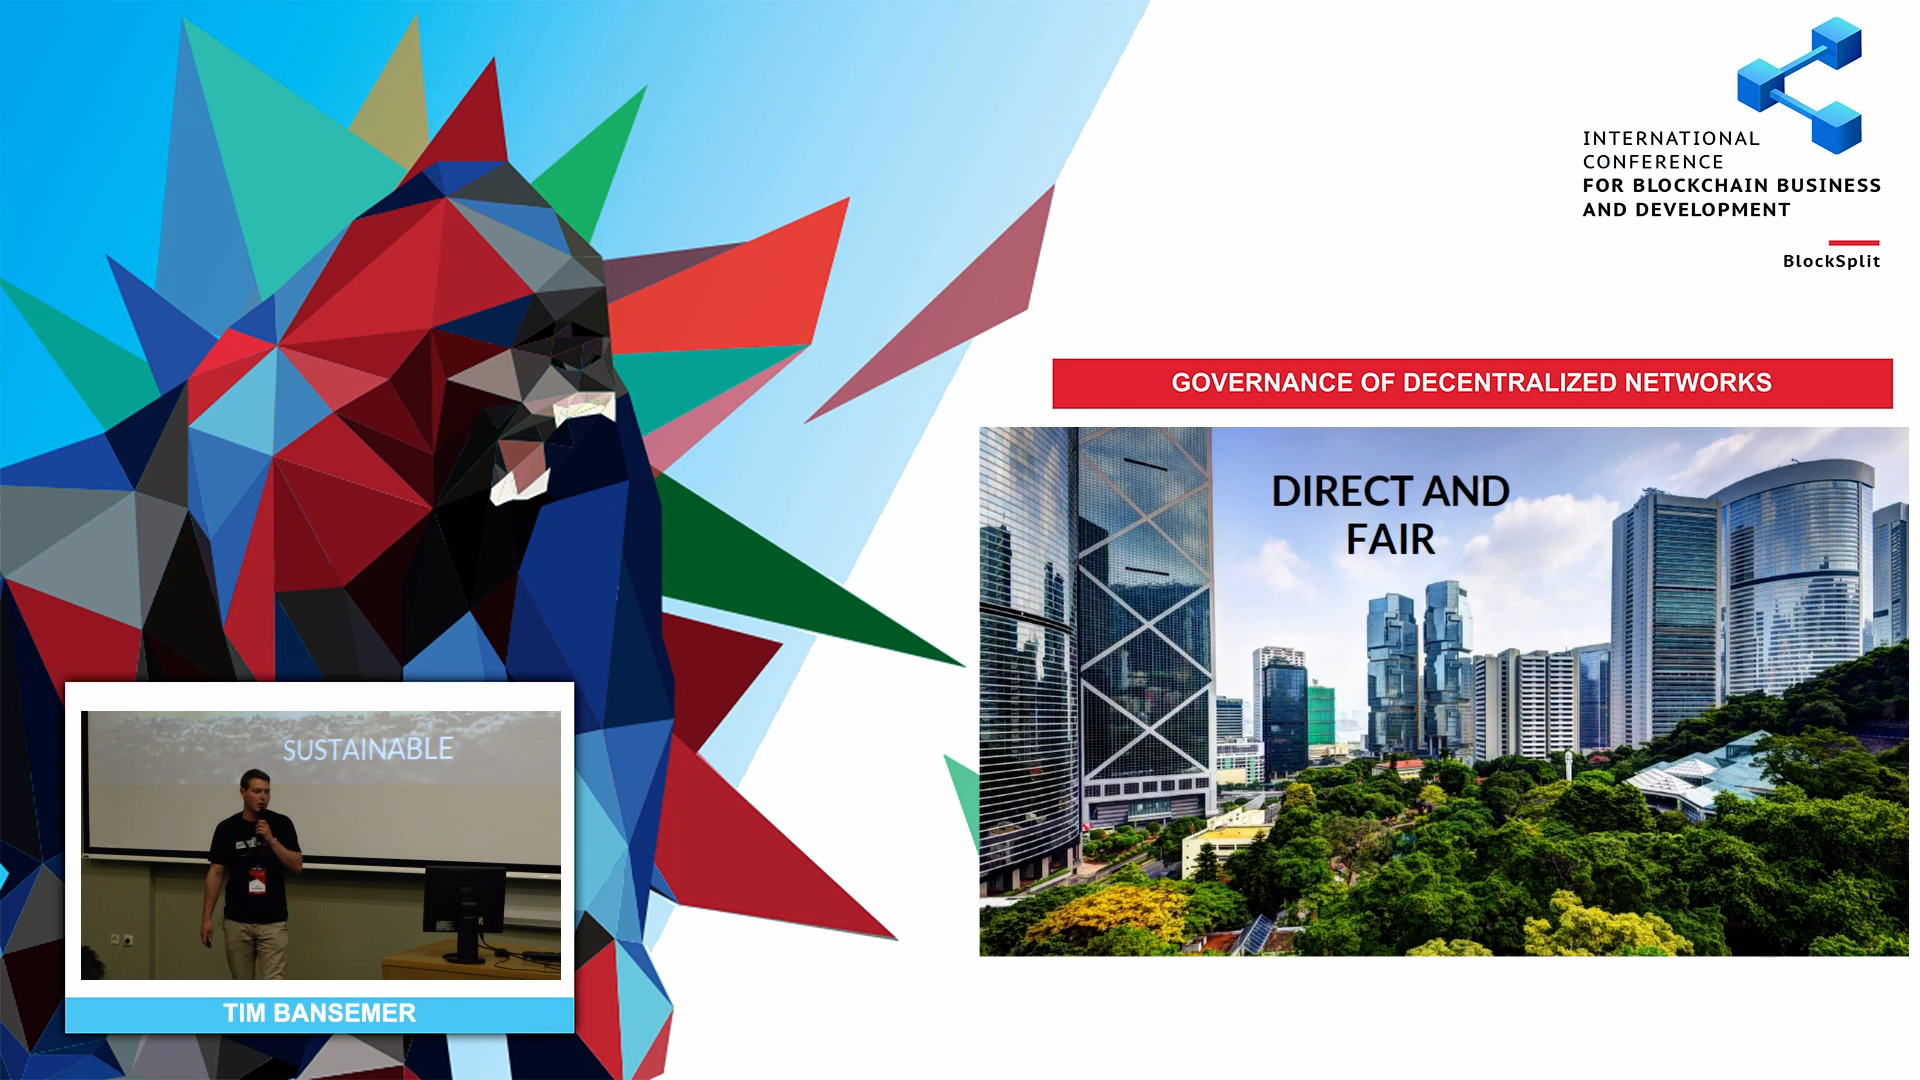 INTERNATIONAL
CONFERENCE
FOR BLOCKCHAIN BUSINESS
AND DEVELOPMENT
BlockSplit
GOVERNANCE OF DECENTRALIZED NETWORKS
DIRECT AND
FAIR
SUSTAINABLE
TIM BANSEMER